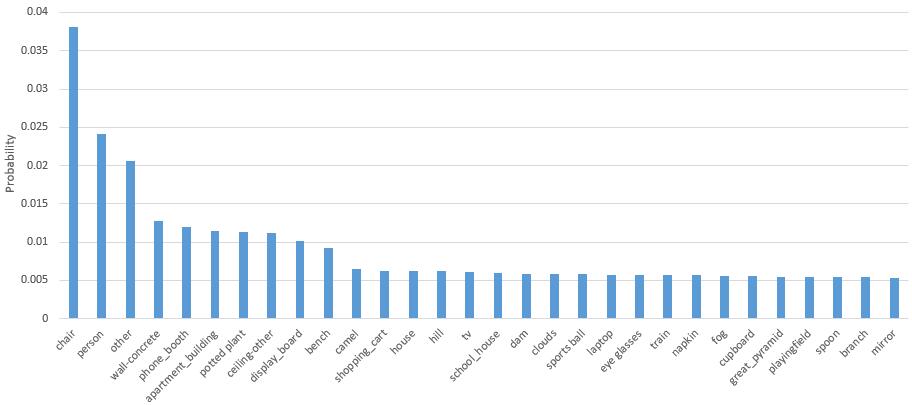 0.04
0.035
0.03
0.025
0.02
0.015
0.01
0.005
0
Probability
chair
person
other
wall-concrete
phone_booth
apartment_building
potted plant
ceiling-other
display_board
bench
camel
shopping_cart
house
hill
tv
school_house
dam
clouds
sports ball
laptop
eye glasses
train
napkin
fog
cupboard
great_pyramid
playingfield
spoon
branch
mirror